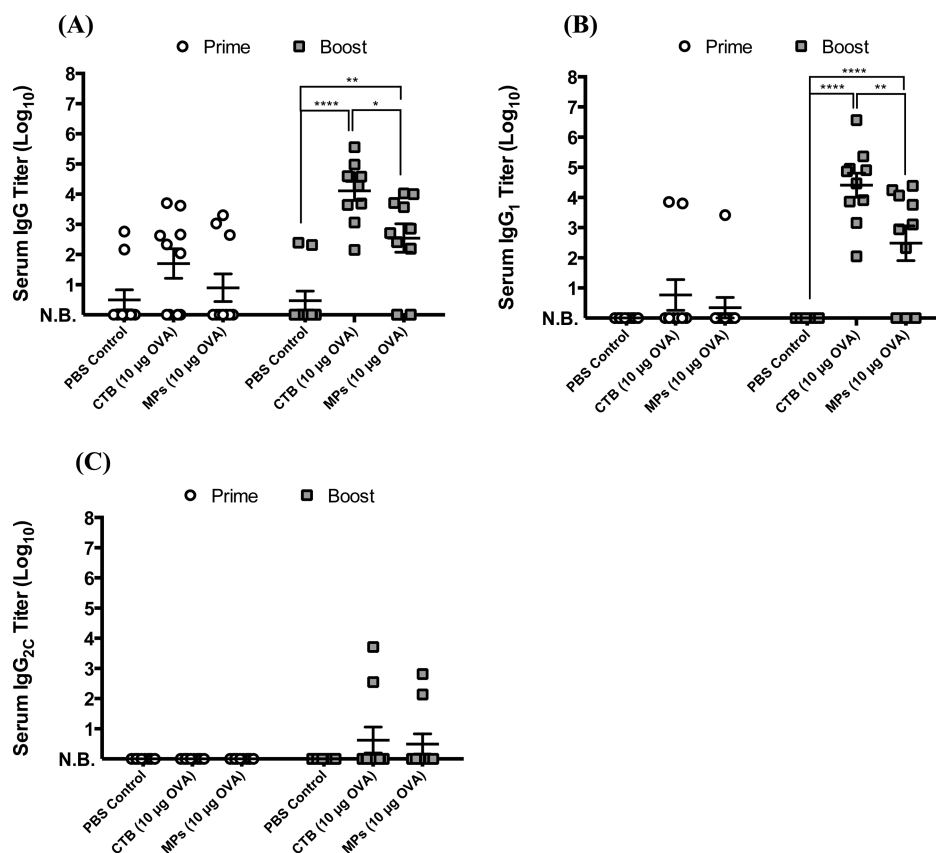 (A)
Prime Boost
Serum IgG Titer (Log10)
8
7
6
5
4
3
2
1
N.B.
** 
**** *
PBS Control
CTB (10 µg OVA)
MPs (10 µg OVA)
PBS Control
CTB (10 µg OVA)
MPs (10 µg OVA)
(B)
Prime Boost
Serum IgG1 Titer (Log10)
8
7
6
5
4
3
2
1
N.B.
****
**** **
PBS Control
CTB (10 µg OVA)
MPs (10 µg OVA)
PBS Control
CTB (10 µg OVA)
MPs (10 µg OVA)
(C)
Prime Boost
Serum IgG2C Titer (Log10)
8
7
6
5
4
3
2
1
N.B.
PBS Control
CTB (10 µg OVA)
MPs (10 µg OVA)
PBS Control
CTB (10 µg OVA)
MPs (10 µg OVA)